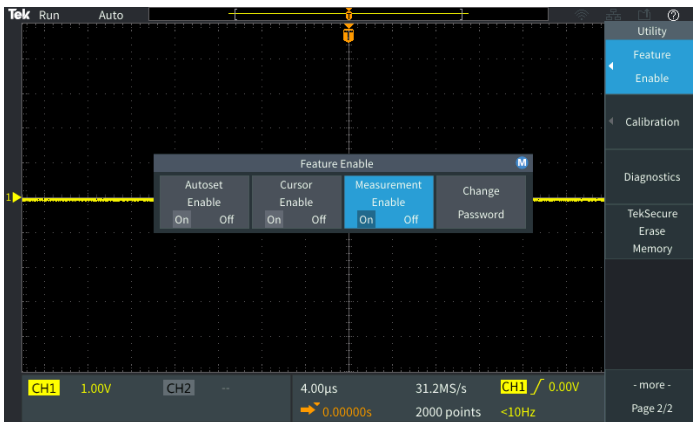 Tek Run Auto
T
Utility
Feature
Enable
Calibration
Diagnostics
TekSecure
Erase
Memory
- more -
Page 2/2
Feature Enable M
Autoset
Enable
On Off
Cursor
Enable
On Off
Measurement
Enable
On Off
Change
Password
1
CH1 1.00V CH2 -- 4.00µs 31.2MS/s CH1 0.00V
0.00000s 2000 points <10Hz